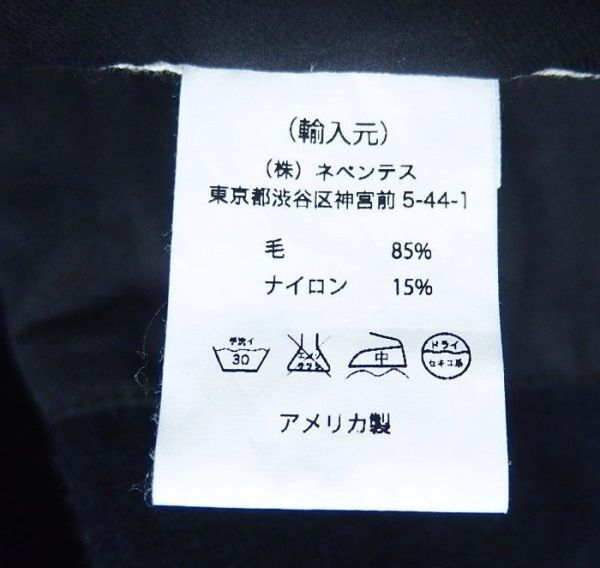 （輸入元）
（株）ネペンテス
東京都渋谷区神宮前 5-44-1
毛 85%
ナイロン 15%
手洗イ 30 エンソ サラシ 中 ドライ セキユ系
アメリカ製